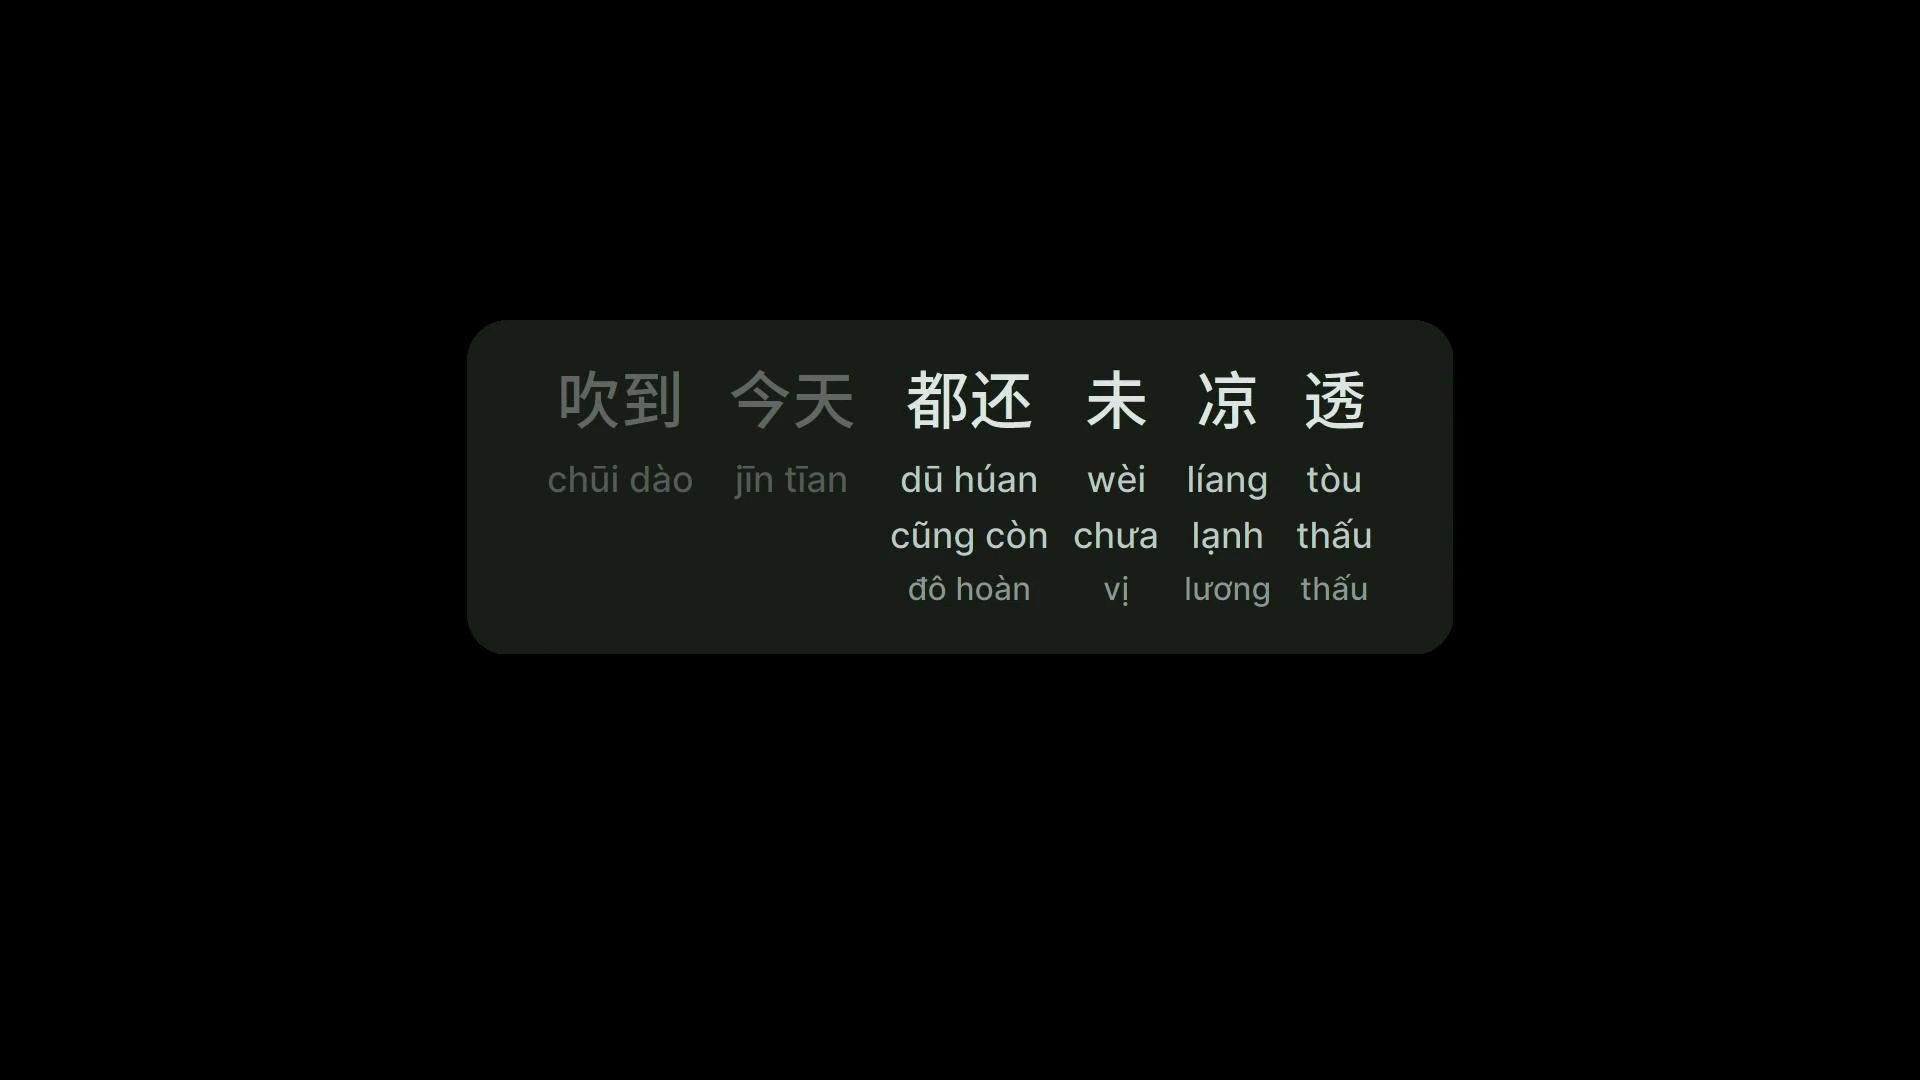 吹到 今天 都还 未 凉 透
chūi dào jīn tīan dū húan wèi líang tòu
cũng còn chưa lạnh thấu
đô hoàn vị lương thấu